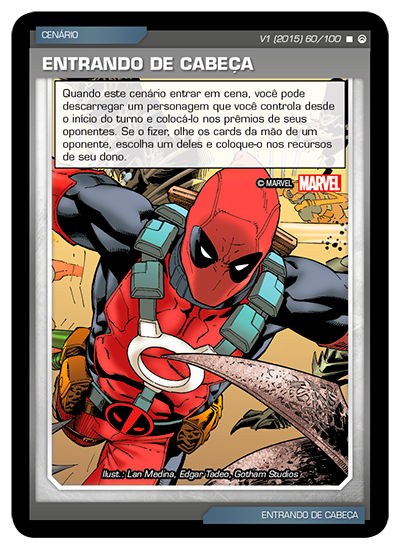 CENÁRIO
V1 (2015) 60/100
ENTRANDO DE CABEÇA
Quando este cenário entrar em cena, você pode
descarregar um personagem que você controla desde
o início do turno e colocá-lo nos prêmios de seus
oponentes. Se o fizer, olhe os cards da mão de um
oponente, escolha um deles e coloque-o nos recursos
de seu dono.
© MARVEL MARVEL
Ilust.: Lan Medina, Edgar Tadeo, Gotham Studios
ENTRANDO DE CABEÇA